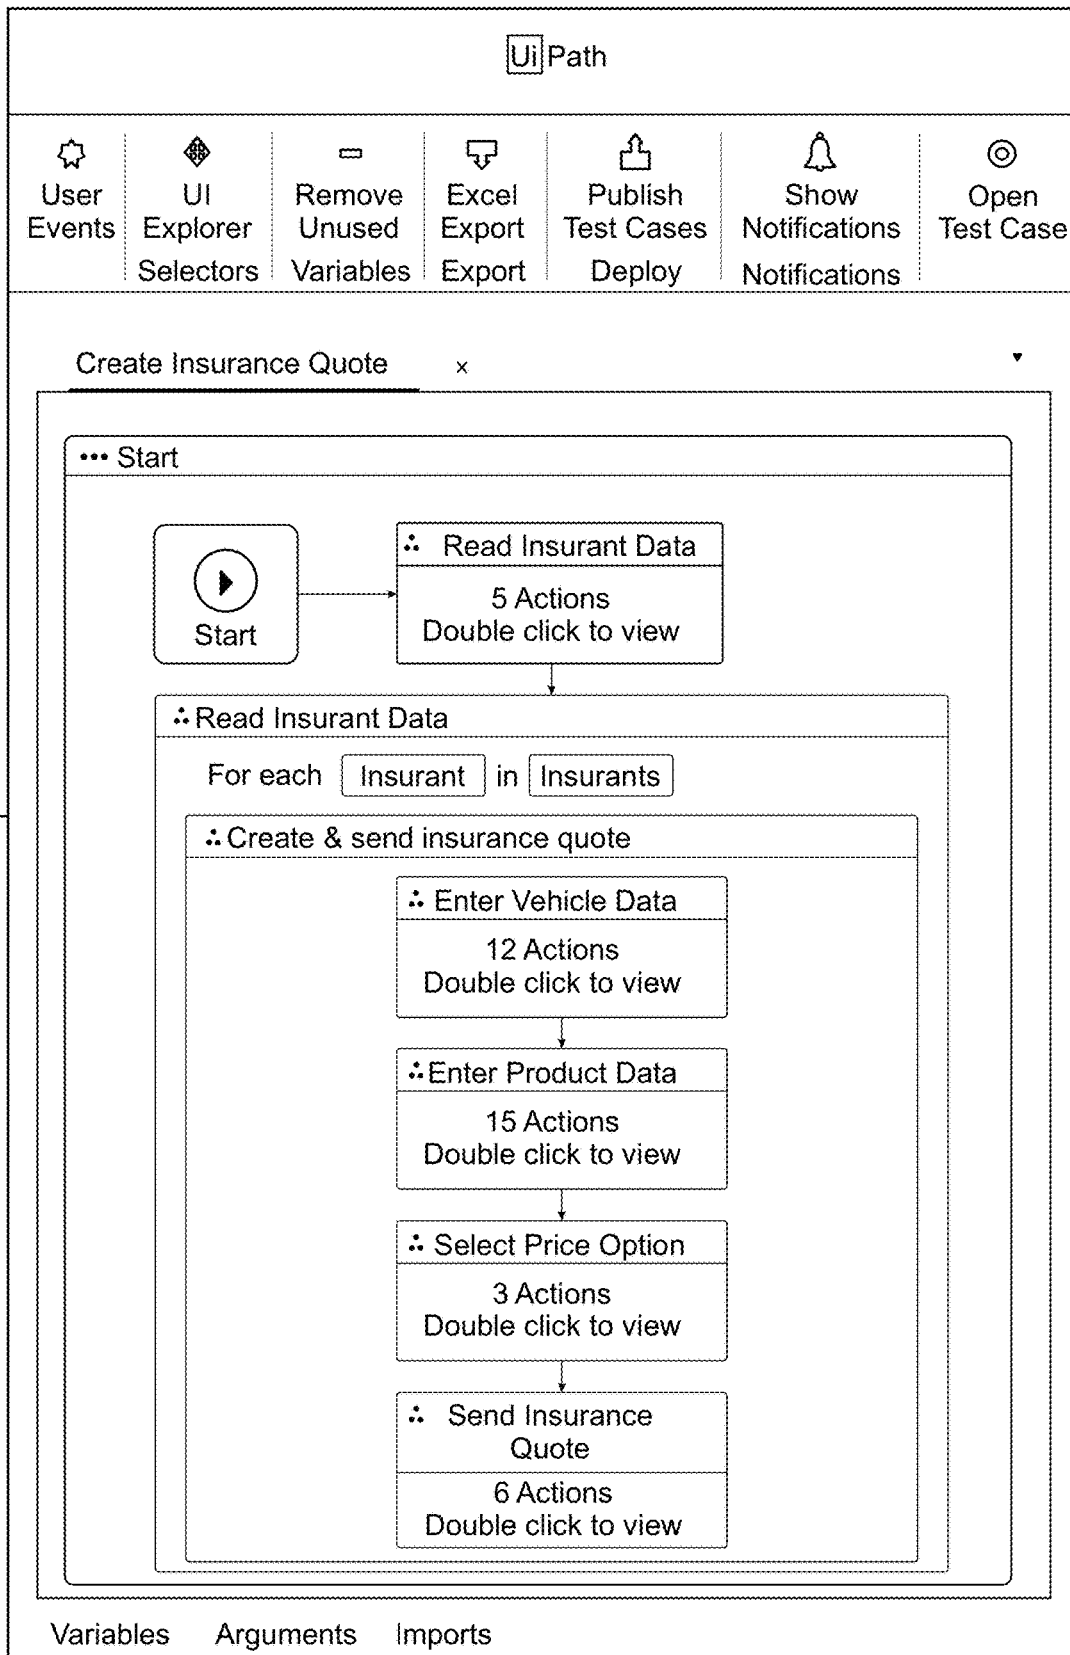 UiPath
User Events
UI Explorer
Selectors
Remove Unused
Variables
Excel Export
Export
Publish Test Cases
Deploy
Show Notifications
Notifications
Open Test Case
Create Insurance Quote x
Start
Start
Read Insurant Data
5 Actions
Double click to view
Read Insurant Data
For each Insurant in Insurants
Create & send insurance quote
Enter Vehicle Data
12 Actions
Double click to view
Enter Product Data
15 Actions
Double click to view
Select Price Option
3 Actions
Double click to view
Send Insurance
Quote
6 Actions
Double click to view
Variables Arguments Imports